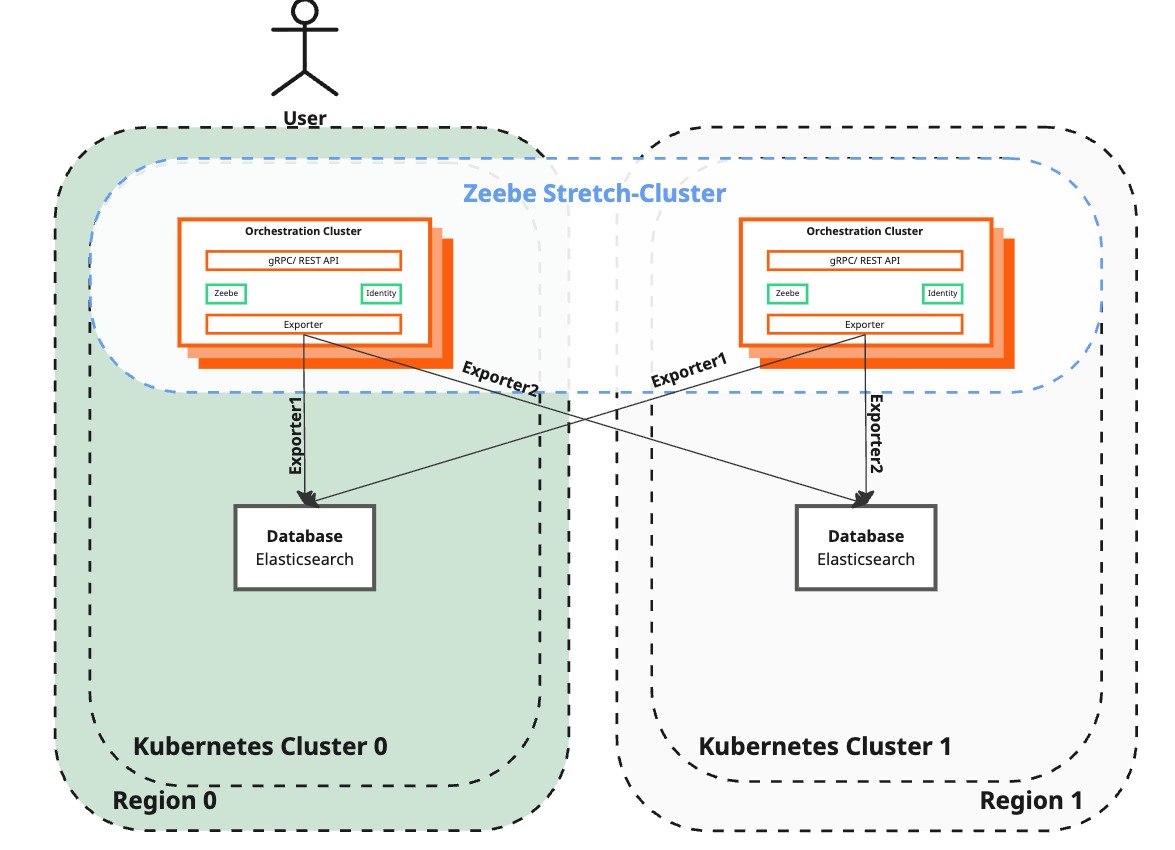 User
Zeebe Stretch-Cluster
Orchestration Cluster
gRPC/ REST API
Zeebe
Identity
Exporter
Orchestration Cluster
gRPC/ REST API
Zeebe
Identity
Exporter
Exporter2
Exporter1
Exporter1
Exporter2
Database
Elasticsearch
Database
Elasticsearch
Kubernetes Cluster 0
Kubernetes Cluster 1
Region 0
Region 1